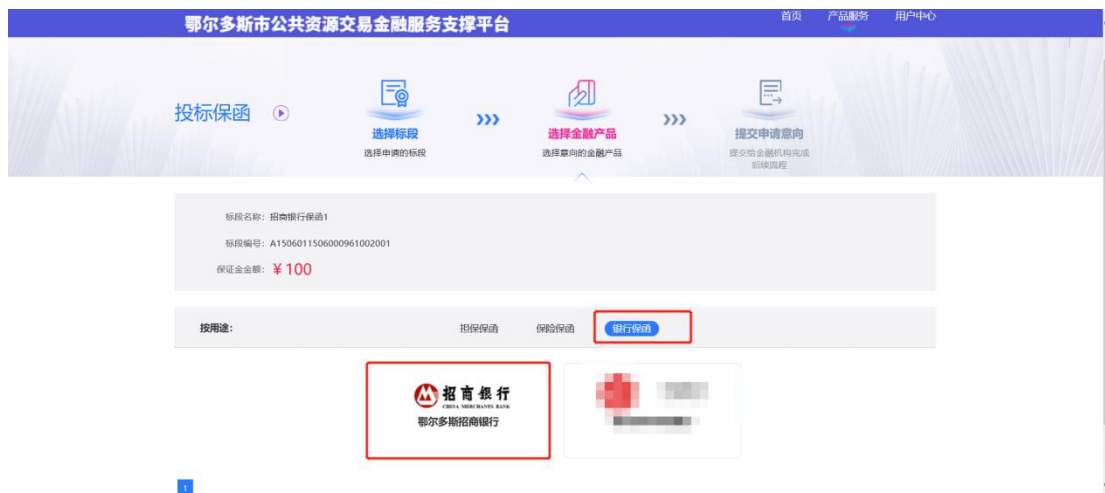 鄂尔多斯市公共资源交易金融服务支撑平台
首页 产品服务 用户中心
投标保函
选择标段
选择申请的标段
选择金融产品
选择意向的金融产品
提交申请意向
提交给金融机构完成
后续流程
标段名称：招商银行保函1
标段编号：A1506011506000961002001
保证金金额：￥100
按用途：
担保保函 保险保函 银行保函
招商银行
CHINA MERCHANTS BANK
鄂尔多斯招商银行
1